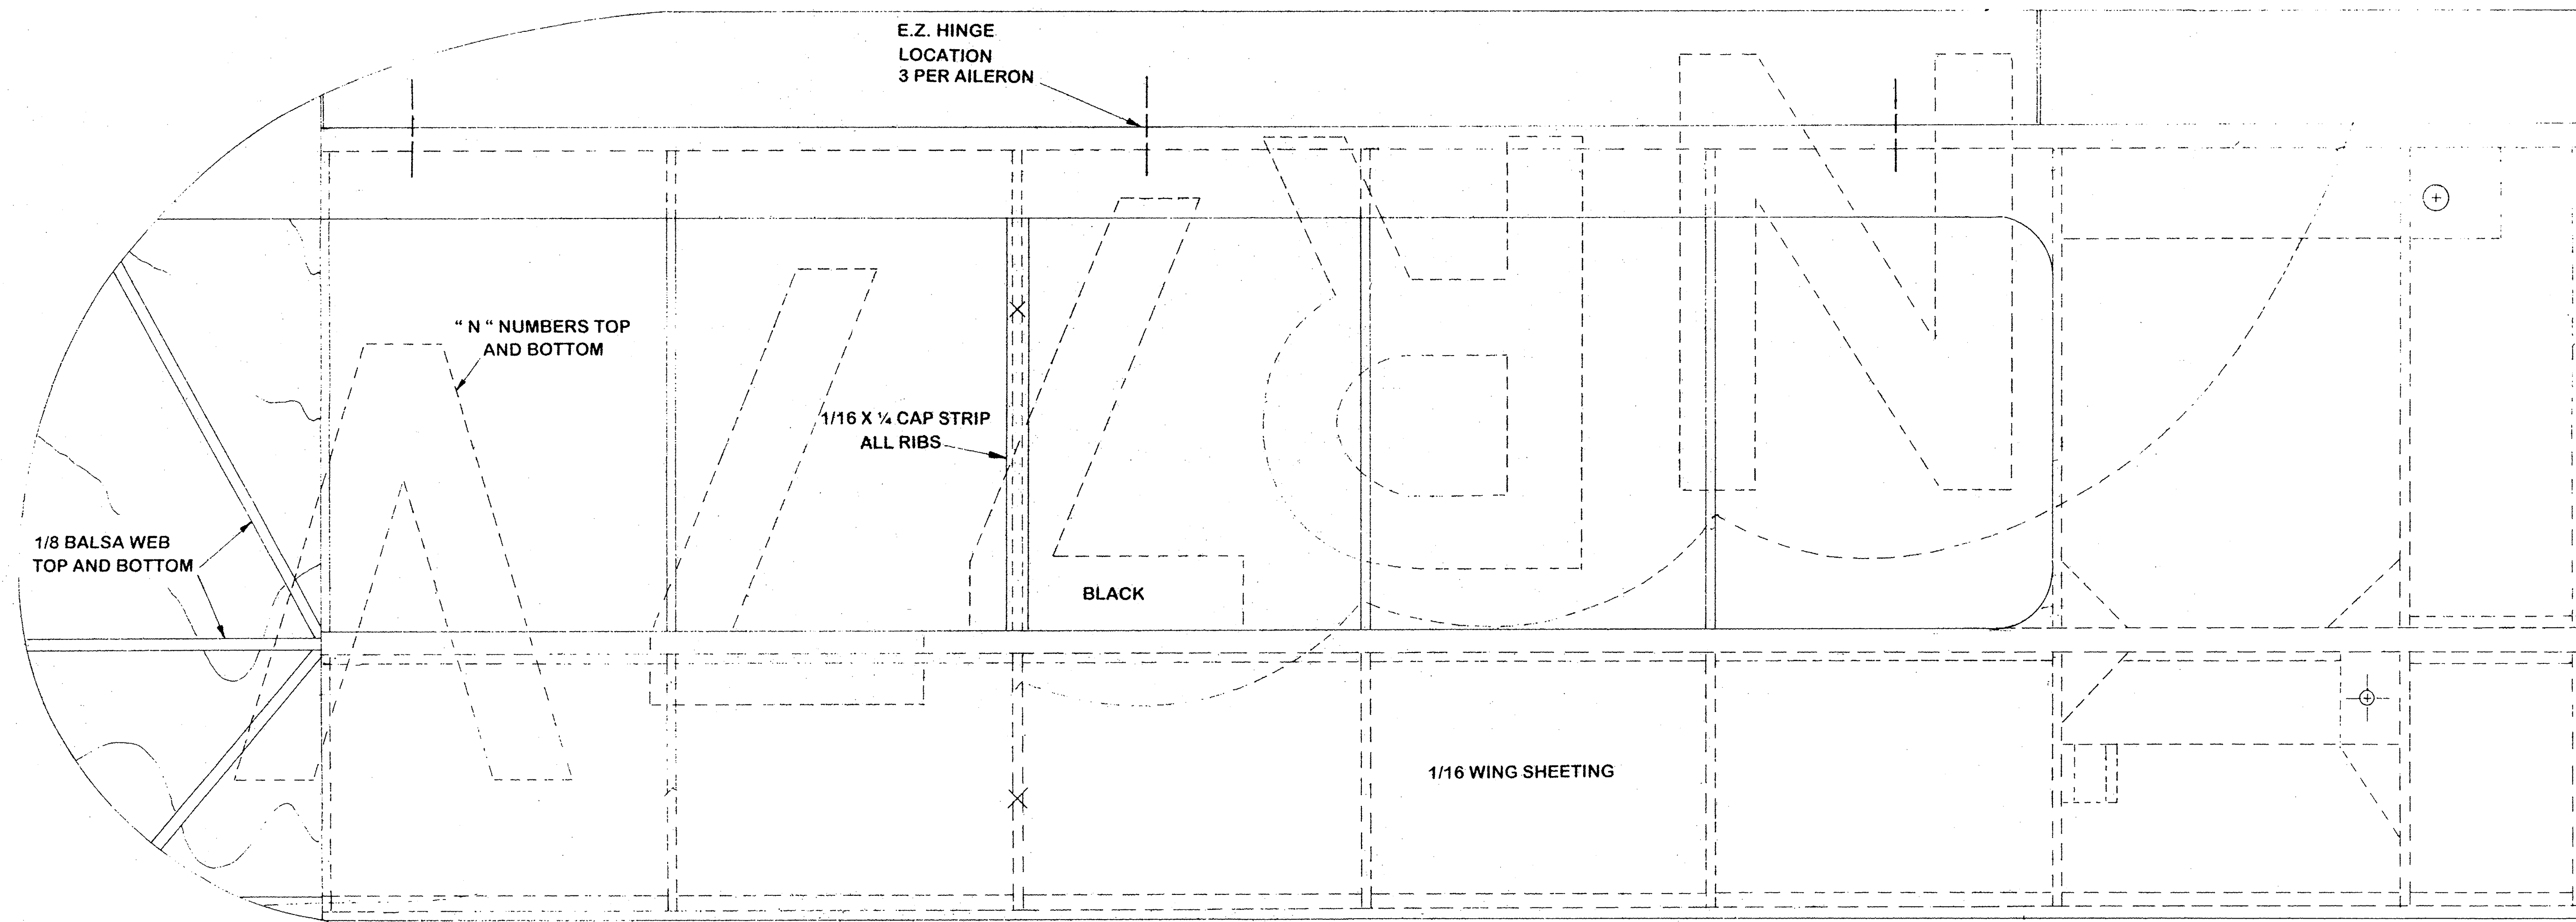 E.Z. HINGE
LOCATION
3 PER AILERON
" N " NUMBERS TOP
AND BOTTOM
1/16 X ¼ CAP STRIP
ALL RIBS
1/8 BALSA WEB
TOP AND BOTTOM
BLACK
1/16 WING SHEETING
NR77V